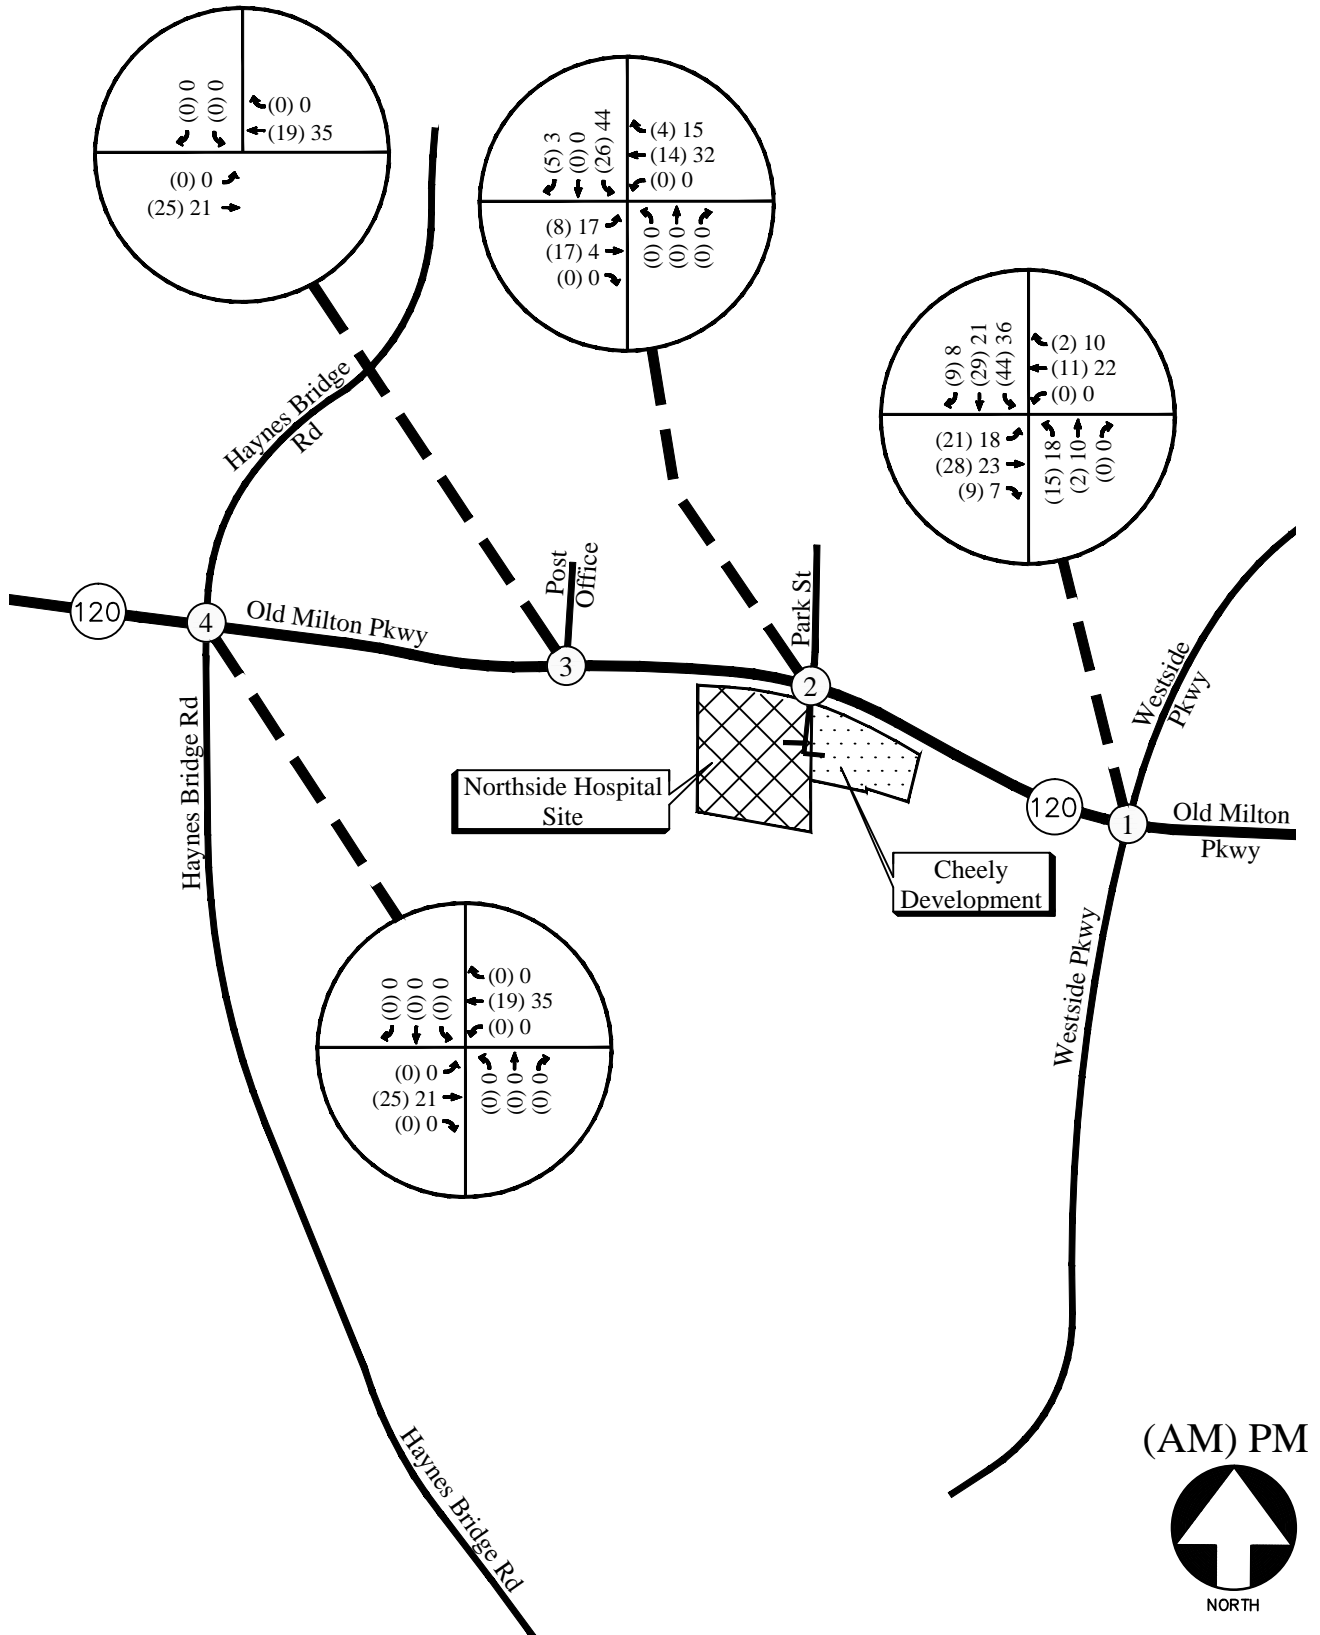 (0) 0
(0) 0
(0) 0
(19) 35
(0) 0
(25) 21
(5) 3
(0) 0
(26) 44
(4) 15
(14) 32
(0) 0
(8) 17
(17) 4
(0) 0
(0) 0
(0) 0
(0) 0
(9) 8
(29) 21
(44) 36
(2) 10
(11) 22
(0) 0
(21) 18
(28) 23
(9) 7
(15) 18
(2) 10
(0) 0
Haynes Bridge
Rd
120
4
Old Milton Pkwy
Post
Office
3
Park St
2
Westside
Pkwy
Haynes Bridge Rd
Northside Hospital
Site
120
1
Old Milton
Pkwy
Cheely
Development
Westside Pkwy
(0) 0
(0) 0
(0) 0
(0) 0
(19) 35
(0) 0
(0) 0
(25) 21
(0) 0
(0) 0
(0) 0
(0) 0
Haynes Bridge Rd
(AM) PM
NORTH